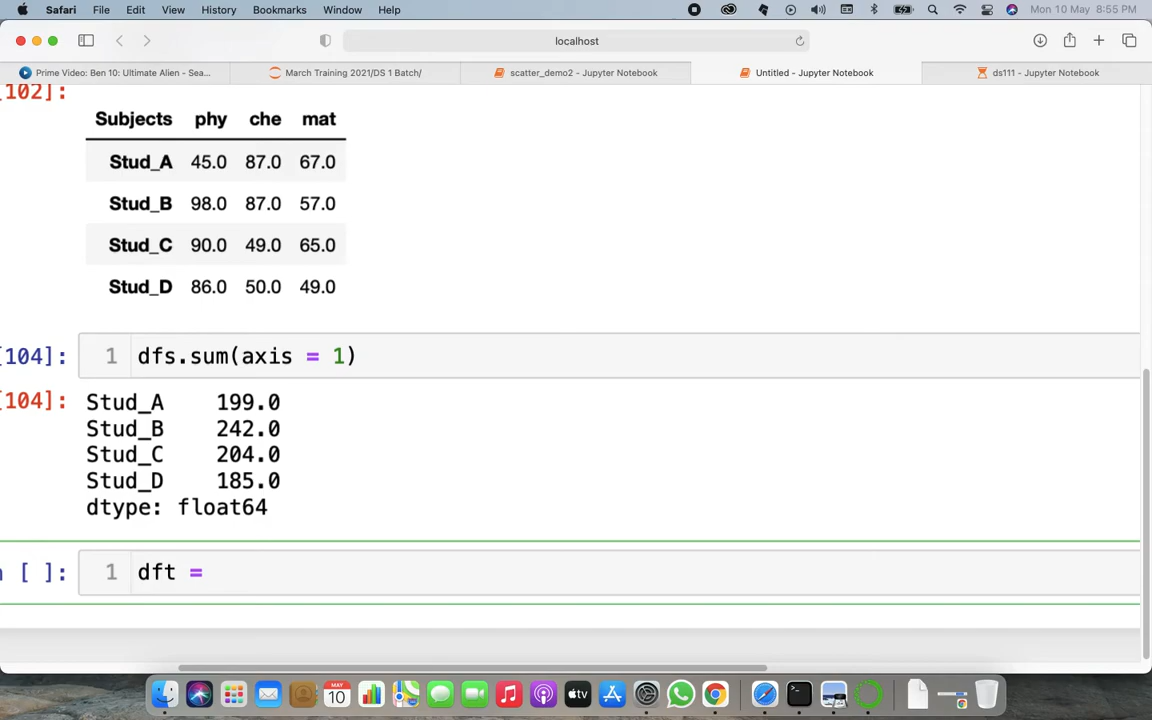 Safari File Edit View History Bookmarks Window Help Mon 10 May 8:55 PM
localhost
Prime Video: Ben 10: Ultimate Alien - Sea... March Training 2021/DS 1 Batch/ scatter_demo2 - Jupyter Notebook Untitled - Jupyter Notebook ds111 - Jupyter Notebook
[102]:
Subjects phy che mat
Stud_A 45.0 87.0 67.0
Stud_B 98.0 87.0 57.0
Stud_C 90.0 49.0 65.0
Stud_D 86.0 50.0 49.0
[104]: 1 dfs.sum(axis = 1)
[104]: Stud_A 199.0
Stud_B 242.0
Stud_C 204.0
Stud_D 185.0
dtype: float64
n [ ]: 1 dft =
MAY
10
tv